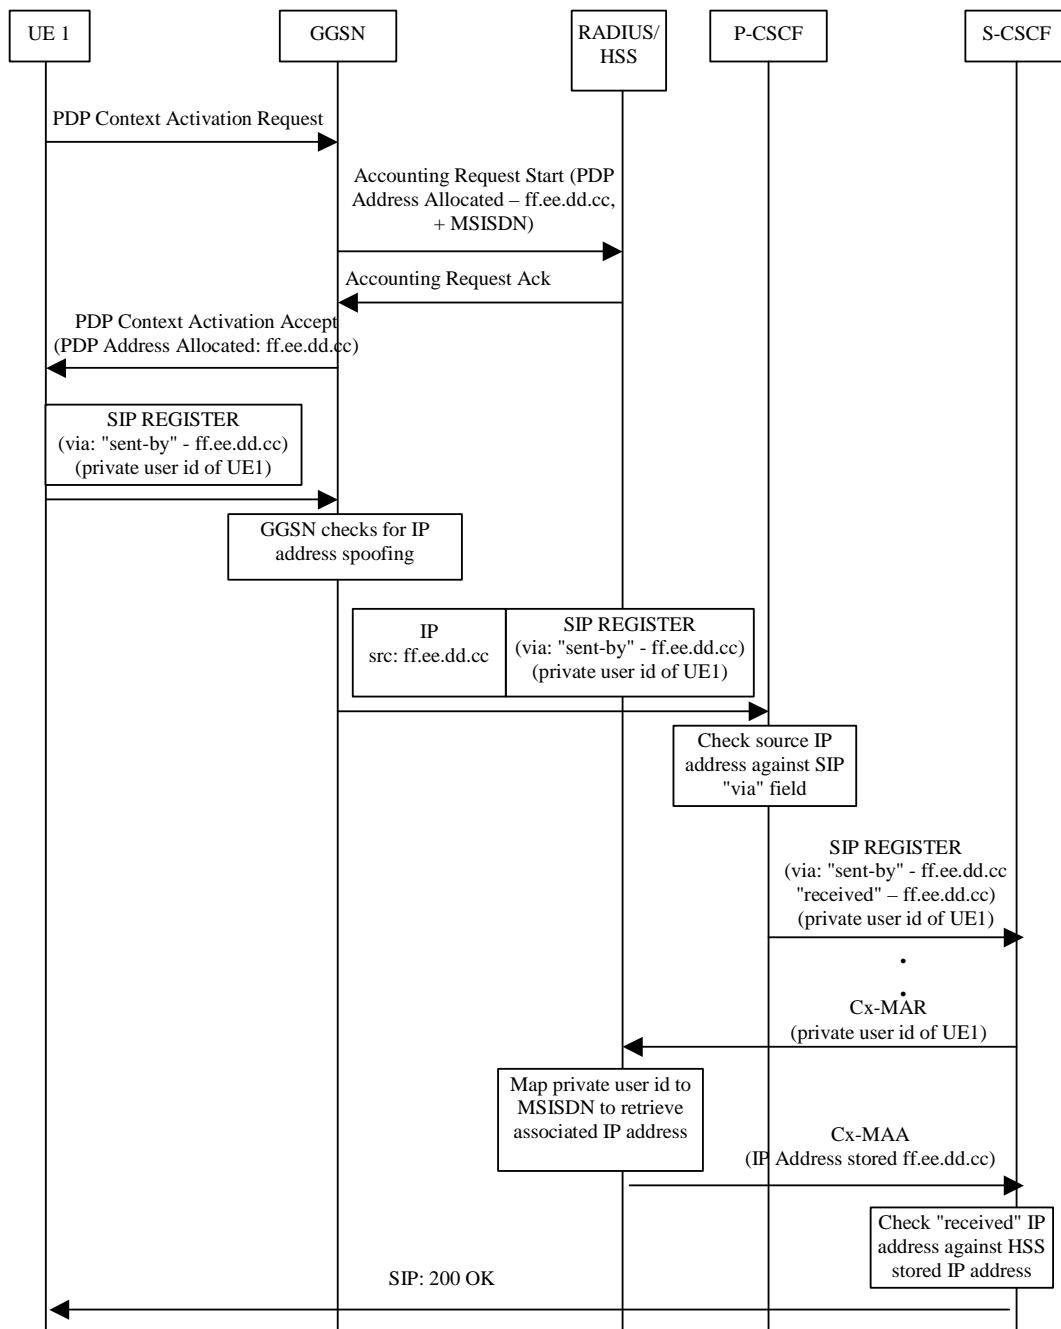 UE 1
GGSN
RADIUS/
HSS
P-CSCF
S-CSCF
PDP Context Activation Request
Accounting Request Start (PDP
Address Allocated – ff.ee.dd.cc,
+ MSISDN)
Accounting Request Ack
PDP Context Activation Accept
(PDP Address Allocated: ff.ee.dd.cc)
SIP REGISTER
(via: "sent-by" - ff.ee.dd.cc)
(private user id of UE1)
GGSN checks for IP
address spoofing
IP
src: ff.ee.dd.cc
SIP REGISTER
(via: "sent-by" - ff.ee.dd.cc)
(private user id of UE1)
Check source IP
address against SIP
"via" field
SIP REGISTER
(via: "sent-by" - ff.ee.dd.cc
"received" – ff.ee.dd.cc)
(private user id of UE1)
Cx-MAR
(private user id of UE1)
Map private user id to
MSISDN to retrieve
associated IP address
Cx-MAA
(IP Address stored ff.ee.dd.cc)
Check "received" IP
address against HSS
stored IP address
SIP: 200 OK